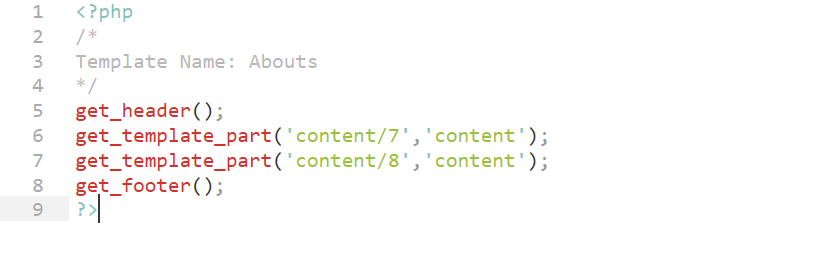 1 <?php
2 /*
3 Template Name: Abouts
4 */
5 get_header();
6 get_template_part('content/7','content');
7 get_template_part('content/8','content');
8 get_footer();
9 ?>